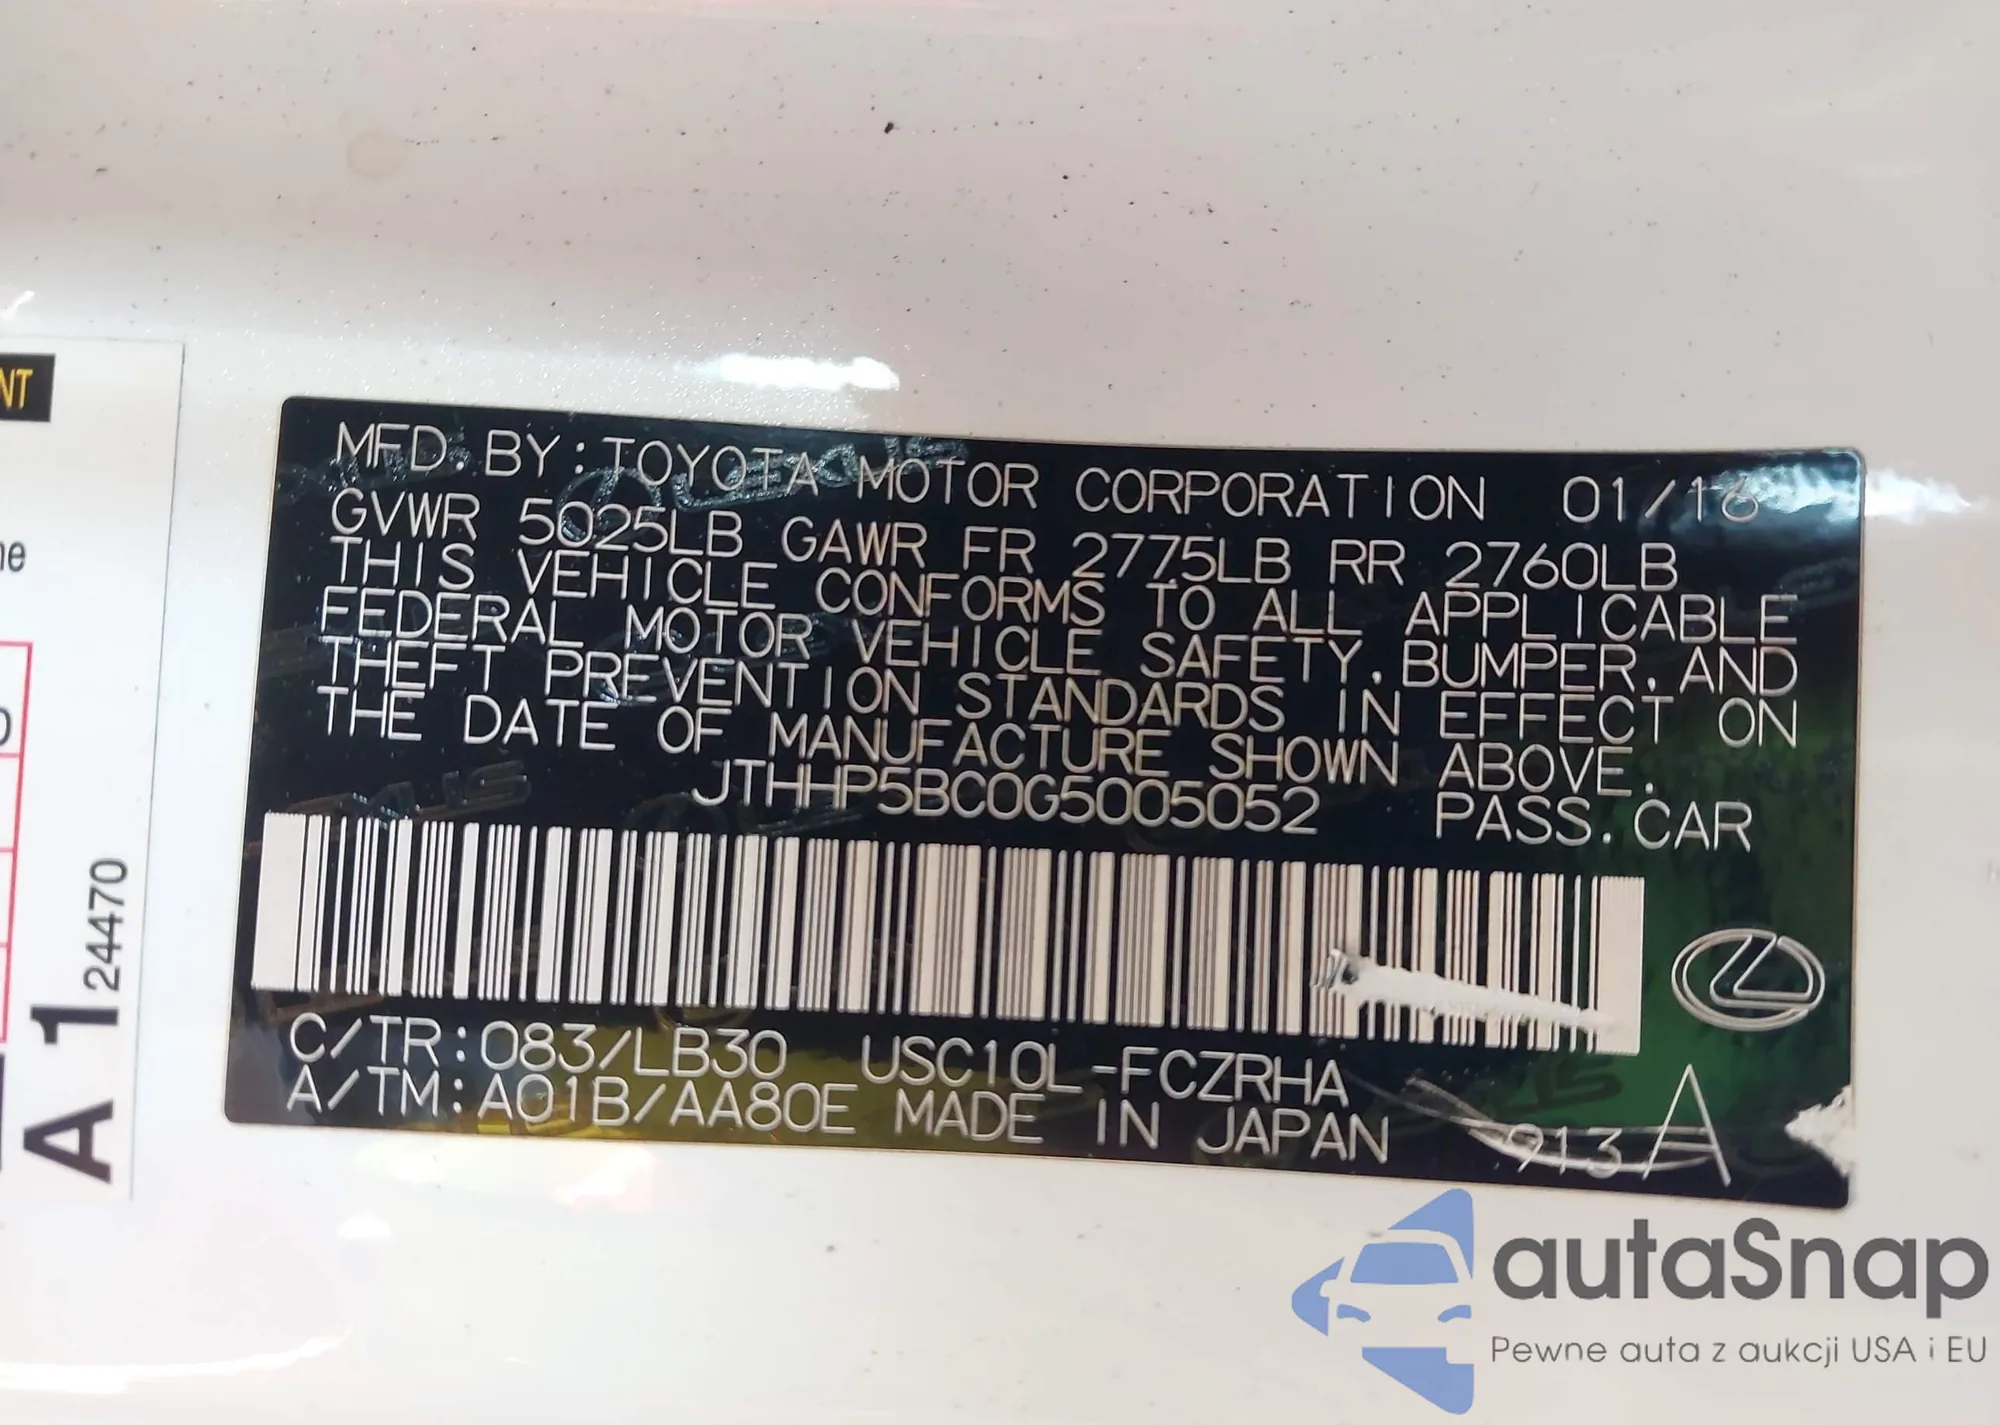 MFD. BY: TOYOTA MOTOR CORPORATION 01/16
GVWR 5025LB GAWR FR 2775LB RR 2760LB
THIS VEHICLE CONFORMS TO ALL APPLICABLE
FEDERAL MOTOR VEHICLE SAFETY, BUMPER, AND
THEFT PREVENTION STANDARDS IN EFFECT ON
THE DATE OF MANUFACTURE SHOWN ABOVE.
JTHHP5BC0G5005052 PASS. CAR
C/TR: 083/LB30 USC10L-FCZRHA
A/TM: A01B/AA80E MADE IN JAPAN 913 A
NT
A 1 24470
autaSnap
Pewne auta z aukcji USA i EU